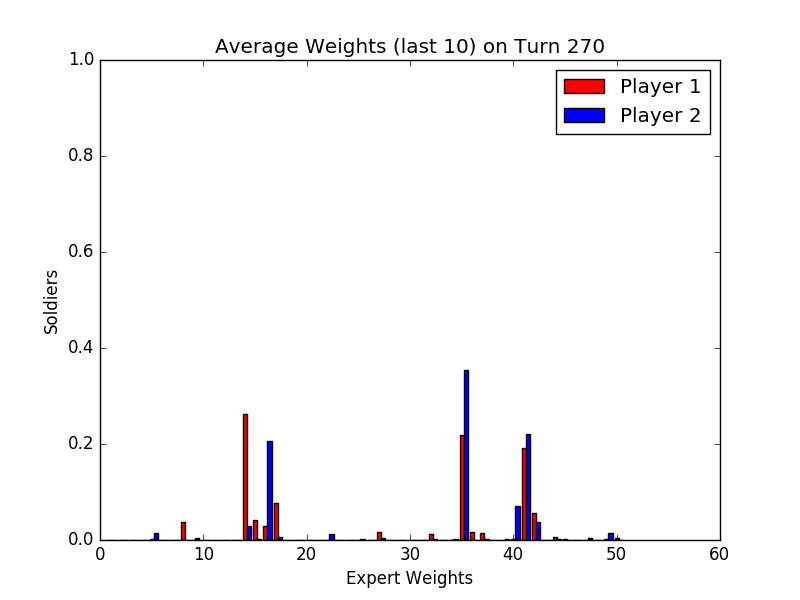 Average Weights (last 10) on Turn 270
1.0
Player 1
Player 2
0.8
0.6
Soldiers
0.4
0.2
0.0
0 10 20 30 40 50 60
Expert Weights